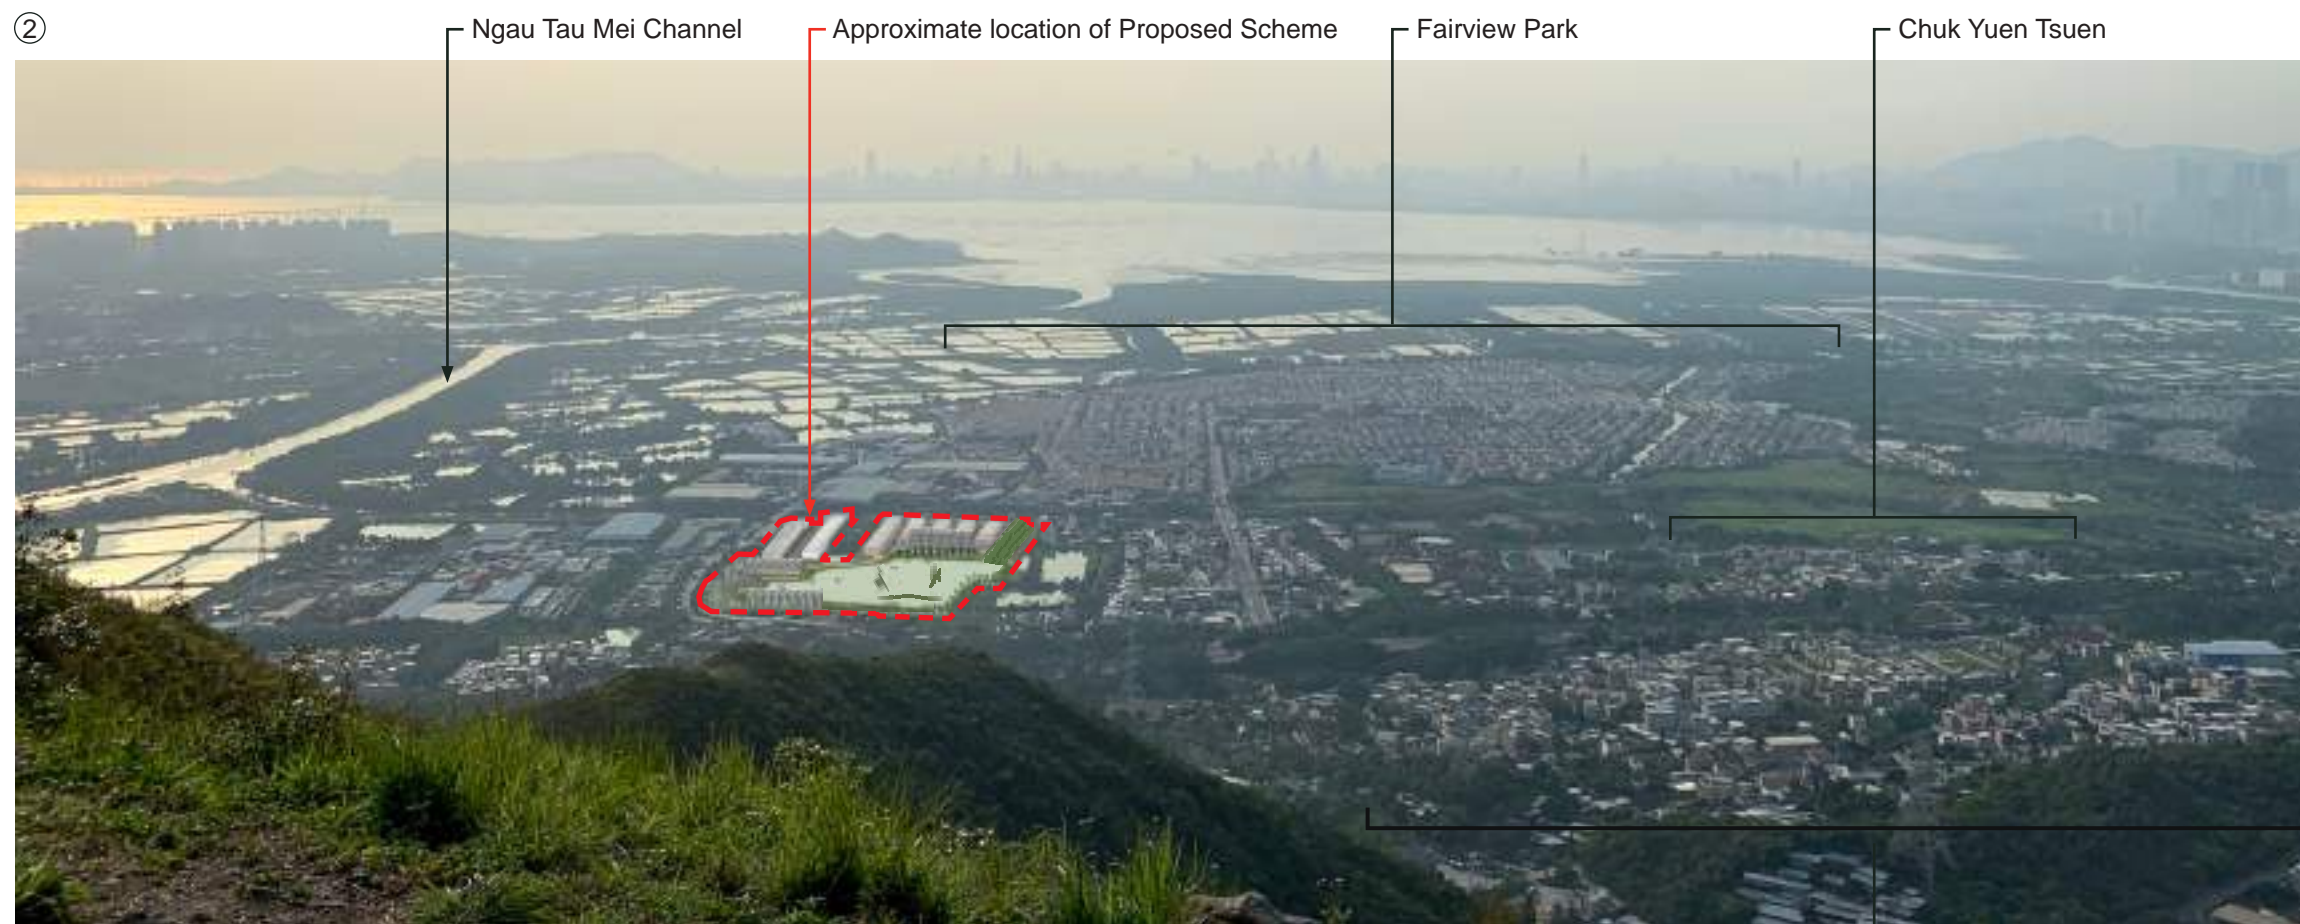 ②
Ngau Tau Mei Channel
Approximate location of Proposed Scheme
Fairview Park
Chuk Yuen Tsuen